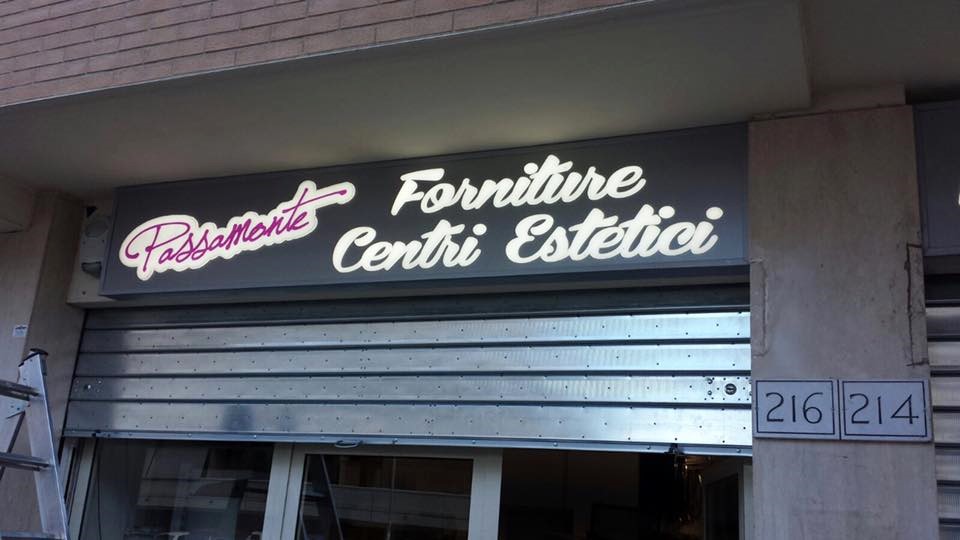 Passamonte
Forniture
Centri Estetici
216 214